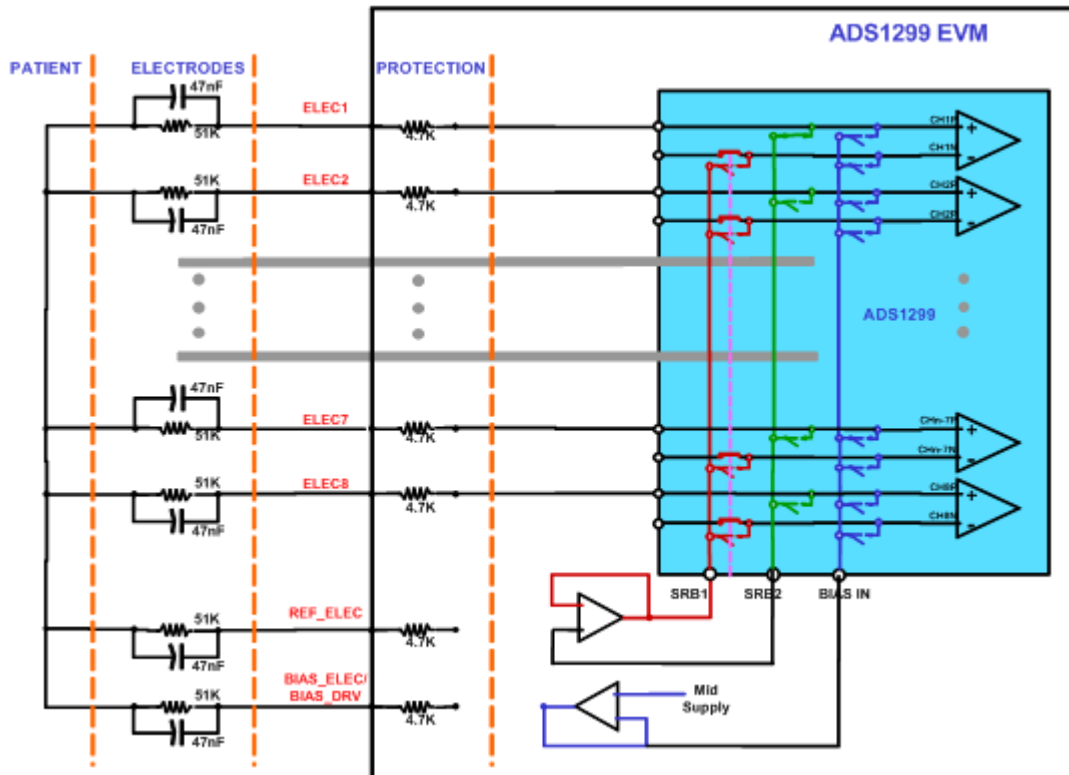 ADS1299 EVM
PATIENT
ELECTRODES
PROTECTION
47nF
51K
ELEC1
4.7K
CH1P
+
CH1N
-
51K
47nF
ELEC2
4.7K
CH2P
+
CH2P
-
ADS1299
47nF
51K
ELEC7
4.7K
CHn-7P
+
CHn-7N
-
51K
47nF
ELEC8
4.7K
CH8P
+
CH8N
-
SRB1
SRB2
BIAS IN
51K
47nF
REF_ELEC
4.7K
51K
47nF
BIAS_ELEC/
BIAS_DRV
4.7K
Mid
Supply